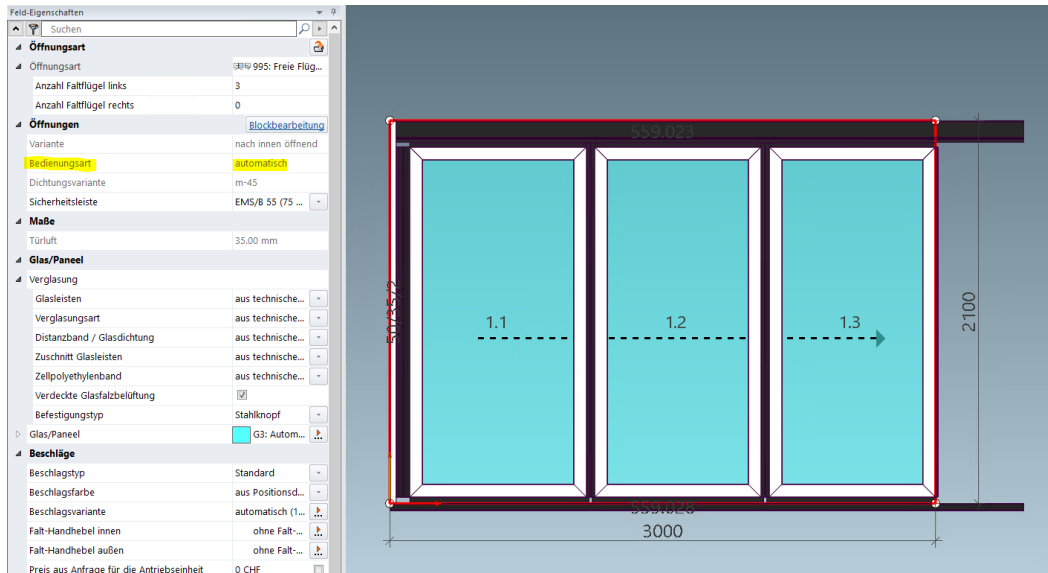 Feld-Eigenschaften
Suchen
Öffnungsart
Öffnungsart 995: Freie Flüg...
Anzahl Faltflügel links 3
Anzahl Faltflügel rechts 0
Öffnungen Blockbearbeitung
Variante nach innen öffnend
Bedienungsart automatisch
Dichtungsvariante m-45
Sicherheitsleiste EMS/B 55 (75 ...
Maße
Türluft 35.00 mm
Glas/Paneel
Verglasung
Glasleisten aus technische...
Verglasungsart aus technische...
Distanzband / Glasdichtung aus technische...
Zuschnitt Glasleisten aus technische...
Zellpolyethylenband aus technische...
Verdeckte Glasfalzbelüftung
Befestigungstyp Stahlknopf
Glas/Paneel G3: Autom...
Beschläge
Beschlagstyp Standard
Beschlagsfarbe aus Positionsd...
Beschlagsvariante automatisch (1...
Falt-Handhebel innen ohne Falt-...
Falt-Handhebel außen ohne Falt-...
Preis aus Anfrage für die Antriebseinheit 0 CHF
559.023
50/35/2
1.1 1.2 1.3
2100
559.028
3000